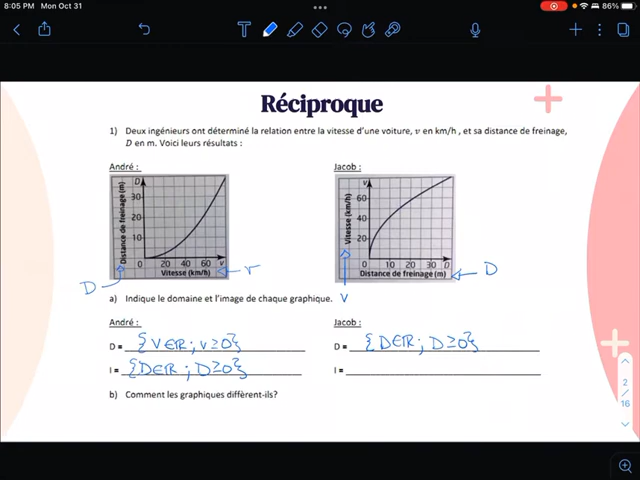 8:05 PM Mon Oct 31
86%
Réciproque
1) Deux ingénieurs ont déterminé la relation entre la vitesse d'une voiture, v en km/h , et sa distance de freinage,
D en m. Voici leurs résultats :
André :
Jacob :
D
30
20
10
0 20 40 60 v
Distance de freinage (m)
Vitesse (km/h)
D
v
v
60
40
20
0 10 20 30 D
Vitesse (km/h)
Distance de freinage (m)
D
V
a) Indique le domaine et l'image de chaque graphique.
André :
Jacob :
D = {V∈ℝ ; V≥0}
D = {D∈ℝ ; D≥0}
I = {D∈ℝ ; D≥0}
I =
b) Comment les graphiques diffèrent-ils?
2
/
16